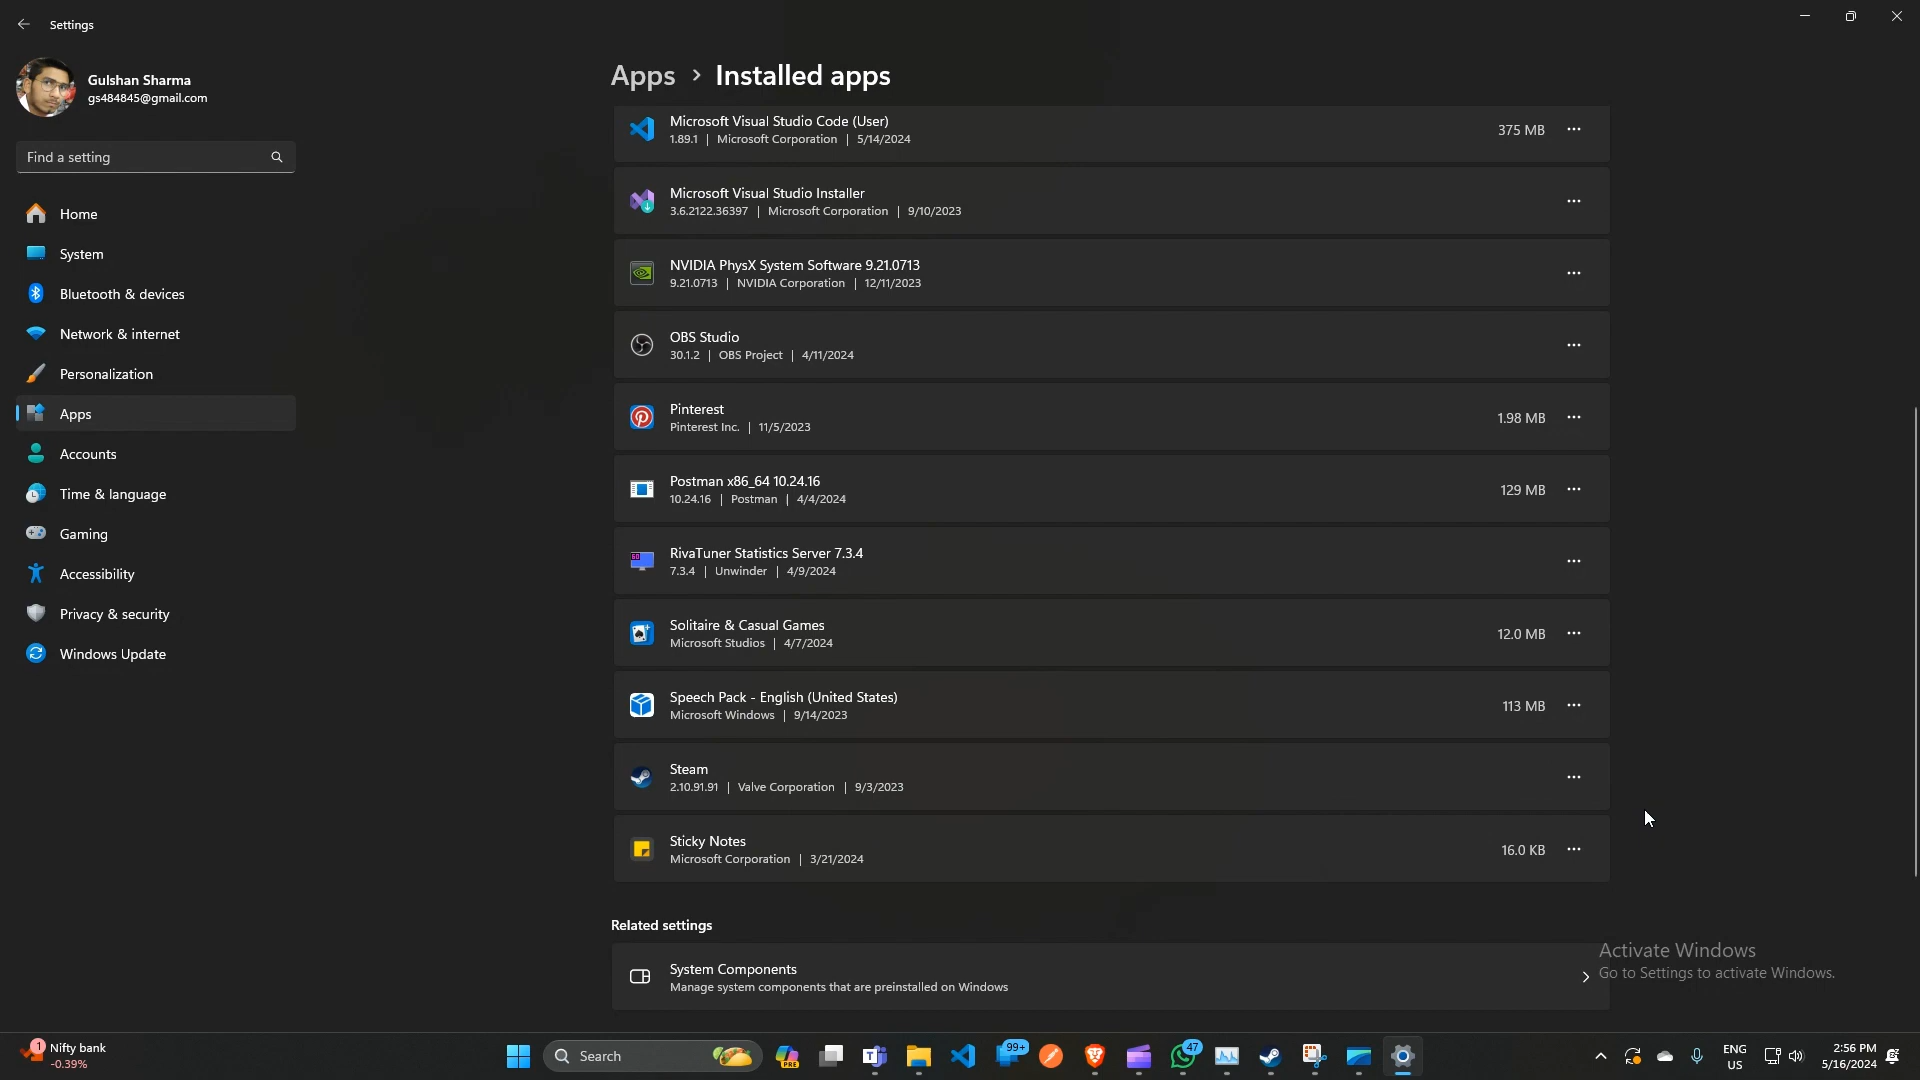 Settings
Gulshan Sharma
gs484845@gmail.com
Find a setting
Home
System
Bluetooth & devices
Network & internet
Personalization
Apps
Accounts
Time & language
Gaming
Accessibility
Privacy & security
Windows Update
Apps > Installed apps
Microsoft Visual Studio Code (User)
1.89.1 | Microsoft Corporation | 5/14/2024
375 MB
Microsoft Visual Studio Installer
3.6.2122.36397 | Microsoft Corporation | 9/10/2023
NVIDIA PhysX System Software 9.21.0713
9.21.0713 | NVIDIA Corporation | 12/11/2023
OBS Studio
30.1.2 | OBS Project | 4/11/2024
Pinterest
Pinterest Inc. | 11/5/2023
1.98 MB
Postman x86_64 10.24.16
10.24.16 | Postman | 4/4/2024
129 MB
RivaTuner Statistics Server 7.3.4
7.3.4 | Unwinder | 4/9/2024
Solitaire & Casual Games
Microsoft Studios | 4/7/2024
12.0 MB
Speech Pack - English (United States)
Microsoft Windows | 9/14/2023
113 MB
Steam
2.10.91.91 | Valve Corporation | 9/3/2023
Sticky Notes
Microsoft Corporation | 3/21/2024
16.0 KB
Related settings
System Components
Manage system components that are preinstalled on Windows
Activate Windows
Go to Settings to activate Windows.
1
Nifty bank
-0.39%
Search
PRE
99+
47
ENG
US
2:56 PM
5/16/2024